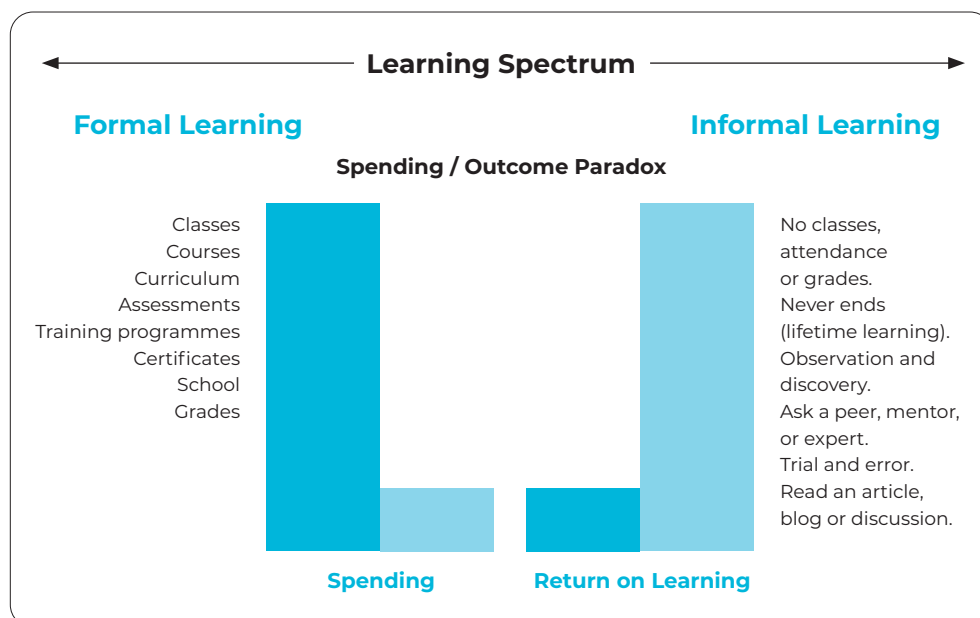 Learning Spectrum
Formal Learning
Informal Learning
Spending / Outcome Paradox
Classes
Courses
Curriculum
Assessments
Training programmes
Certificates
School
Grades
No classes,
attendance
or grades.
Never ends
(lifetime learning).
Observation and
discovery.
Ask a peer, mentor,
or expert.
Trial and error.
Read an article,
blog or discussion.
Spending
Return on Learning